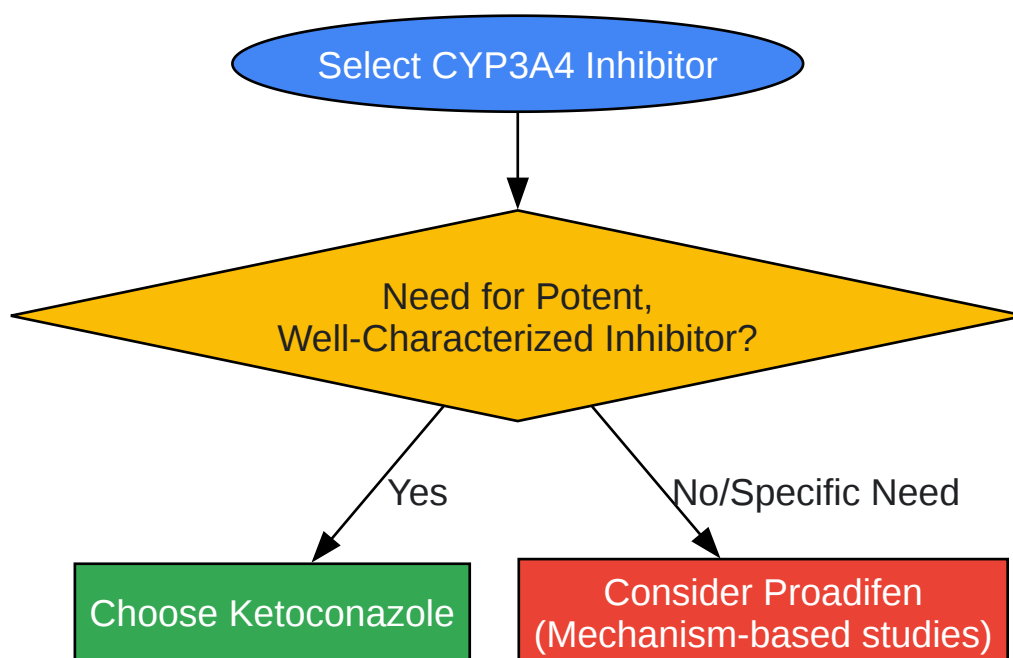 Select CYP3A4 Inhibitor
Need for Potent,
Well-Characterized Inhibitor?
Yes
No/Specific Need
Choose Ketoconazole
Consider Proadifen
(Mechanism-based studies)